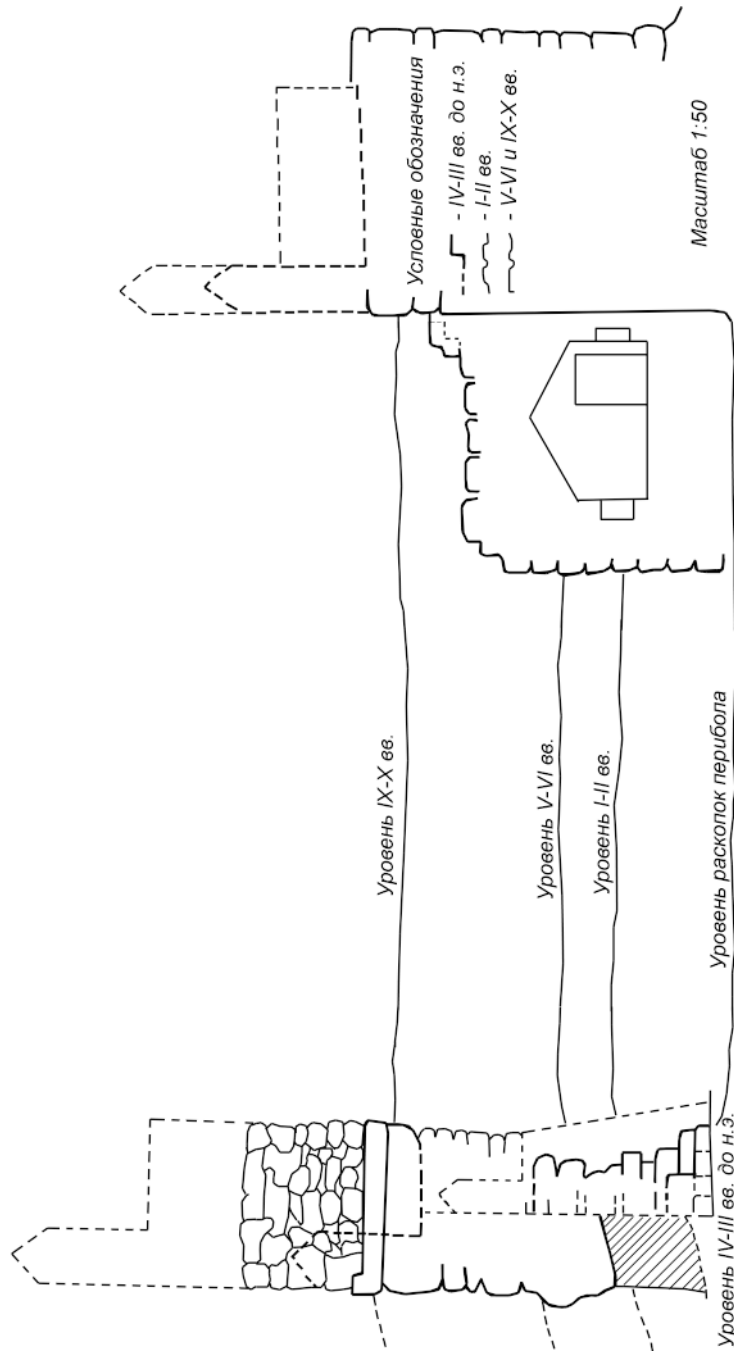 Условные обозначения
- IV-III вв. до н.э.
- I-II вв.
- V-VI и IX-X вв.
Масштаб 1:50
Уровень IX-X вв.
Уровень V-VI вв.
Уровень I-II вв.
Уровень раскопок перибола
Уровень IV-III вв. до н.э.